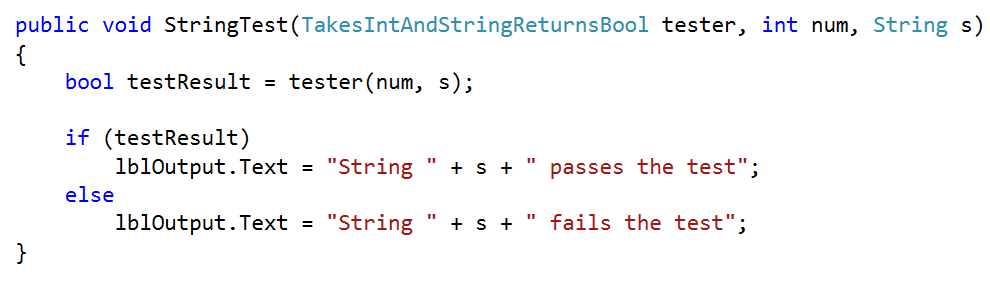 public void StringTest(TakesIntAndStringReturnsBool tester, int num, String s)
{
    bool testResult = tester(num, s);

    if (testResult)
        lblOutput.Text = "String " + s + " passes the test";
    else
        lblOutput.Text = "String " + s + " fails the test";
}